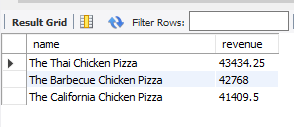 Result Grid Filter Rows:
name revenue
The Thai Chicken Pizza 43434.25
The Barbecue Chicken Pizza 42768
The California Chicken Pizza 41409.5